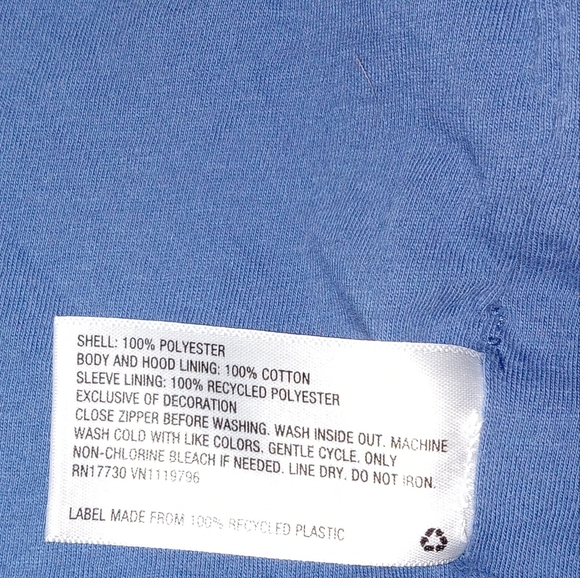 SHELL: 100% POLYESTER
BODY AND HOOD LINING: 100% COTTON
SLEEVE LINING: 100% RECYCLED POLYESTER
EXCLUSIVE OF DECORATION
CLOSE ZIPPER BEFORE WASHING. WASH INSIDE OUT. MACHINE
WASH COLD WITH LIKE COLORS. GENTLE CYCLE. ONLY
NON-CHLORINE BLEACH IF NEEDED. LINE DRY. DO NOT IRON.
RN17730 VN1119796
LABEL MADE FROM 100% RECYCLED PLASTIC